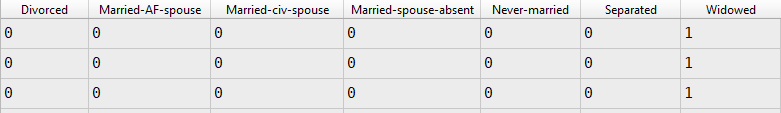 Divorced Married-AF-spouse Married-civ-spouse Married-spouse-absent Never-married Separated Widowed
0 0 0 0 0 0 1
0 0 0 0 0 0 1
0 0 0 0 0 0 1